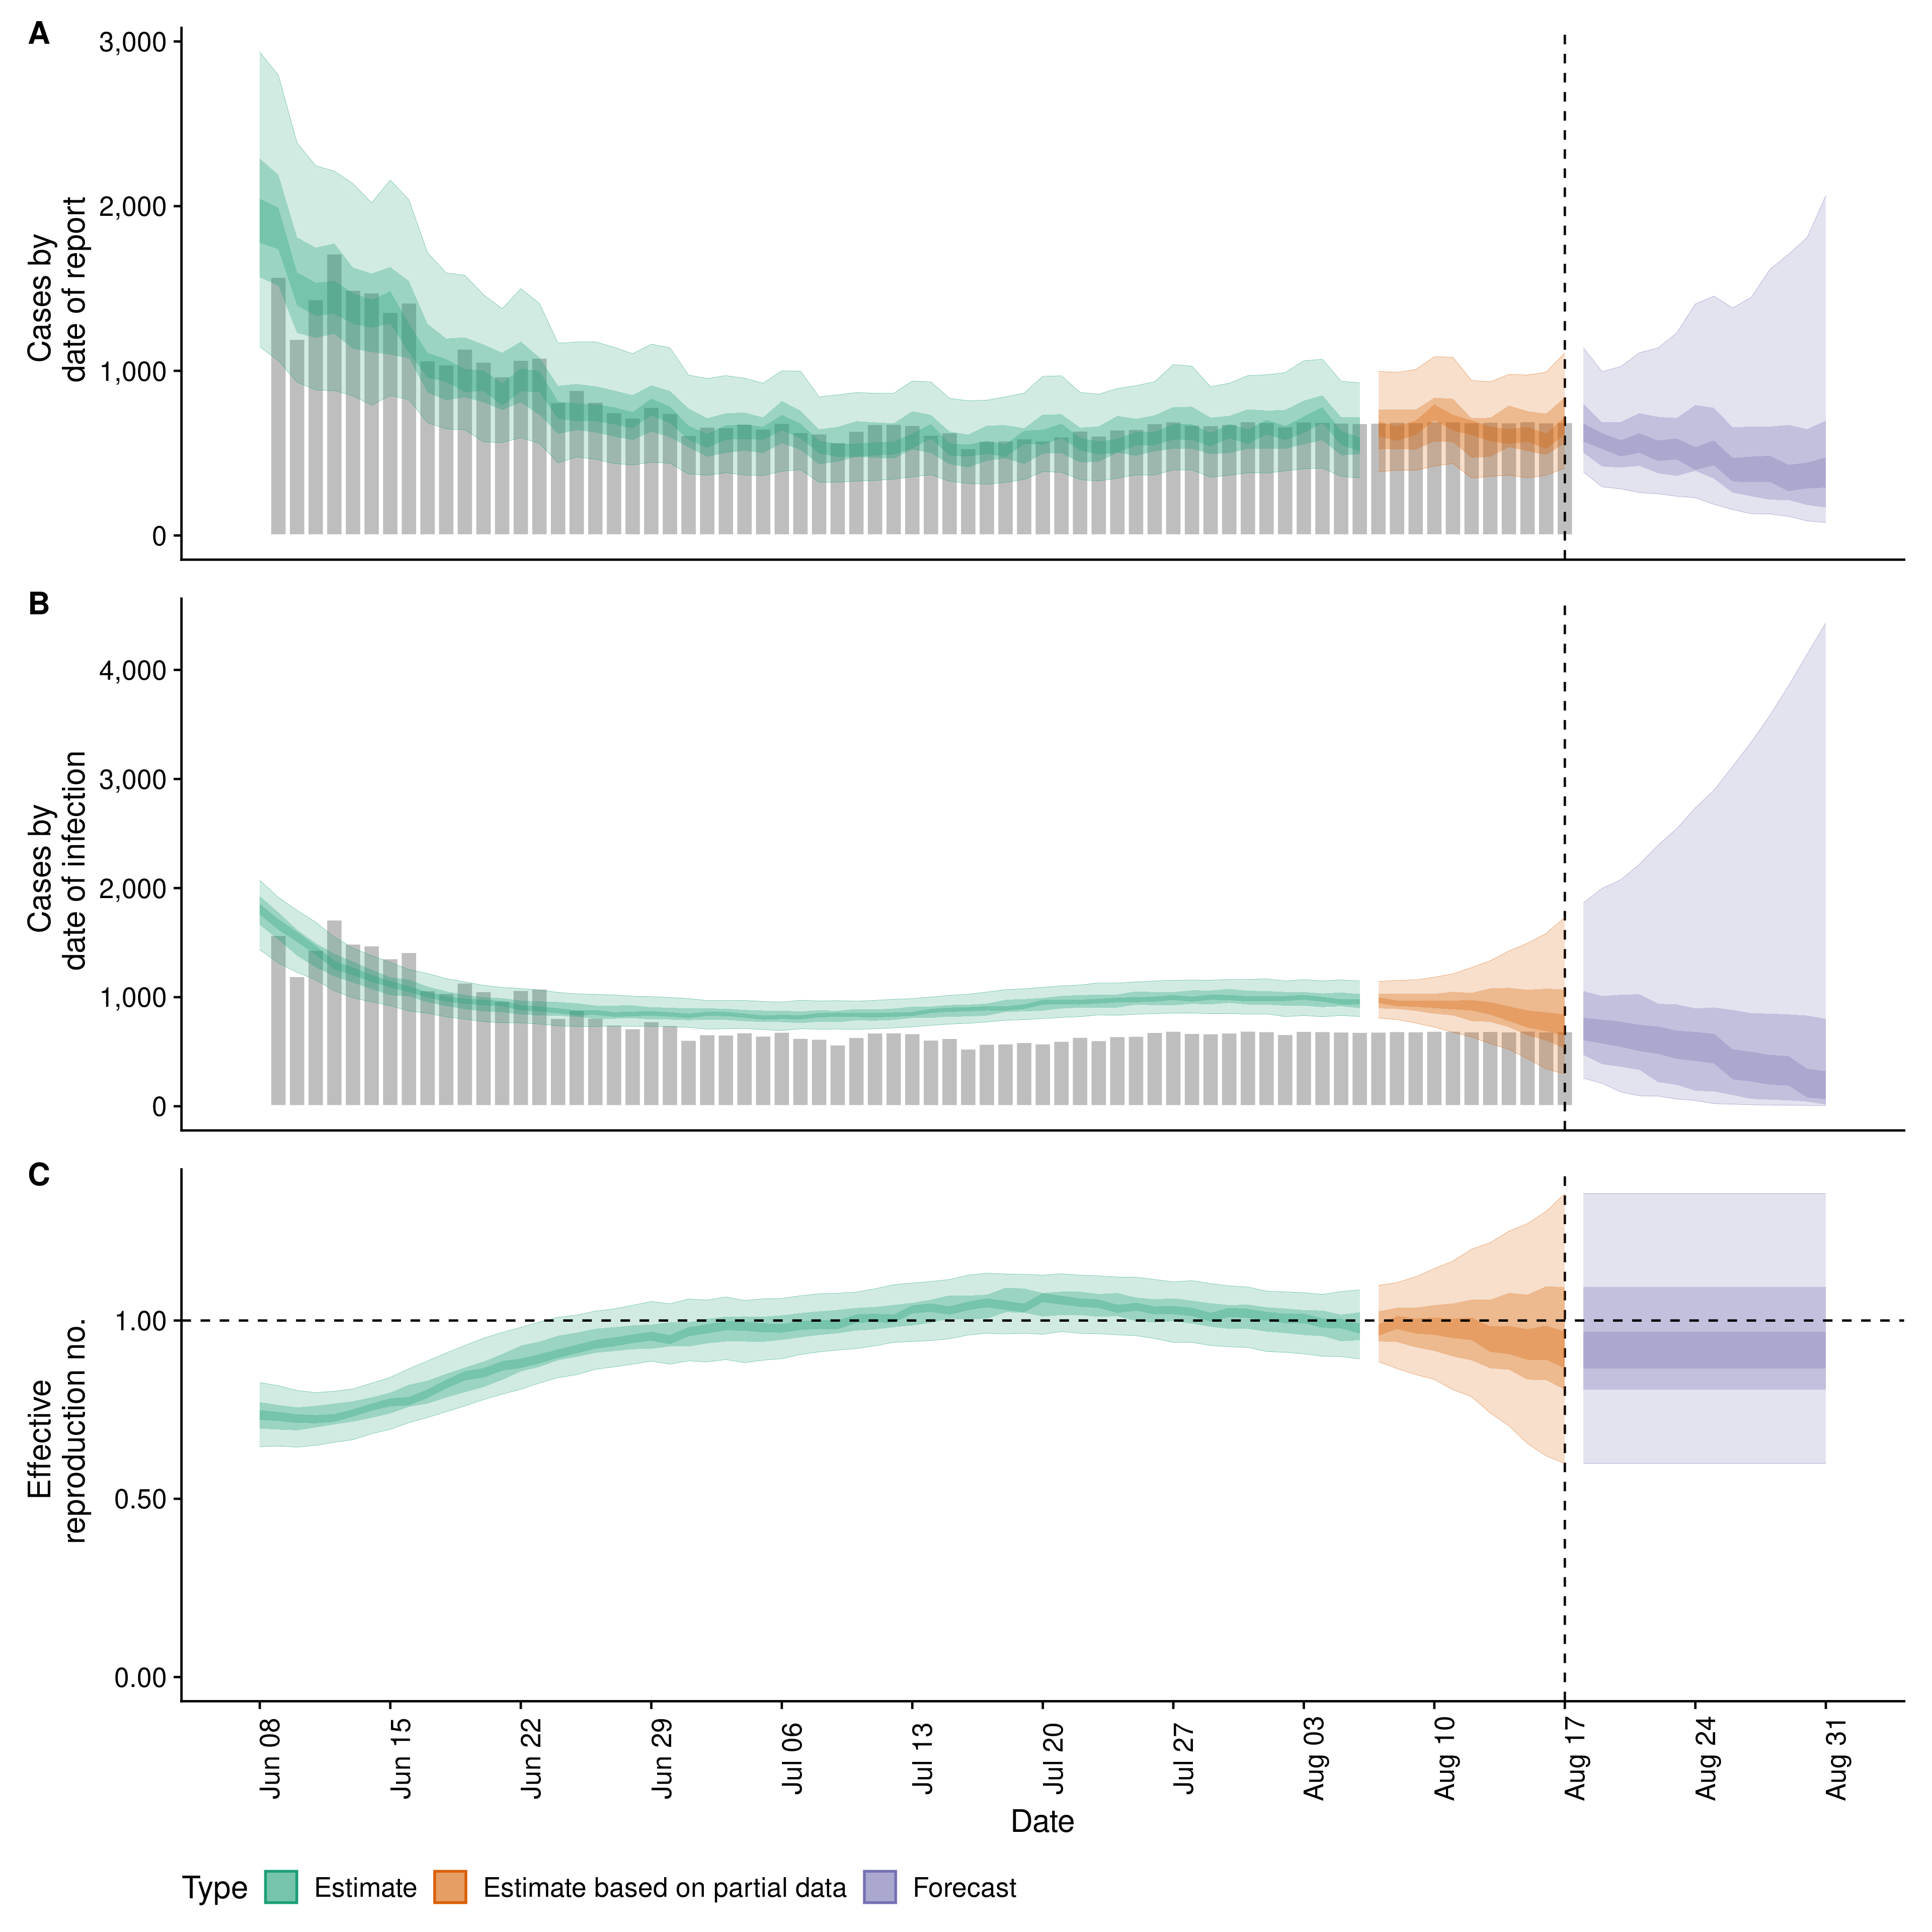 A
3,000
2,000
1,000
0
Cases by
date of report
B
4,000
3,000
2,000
1,000
0
Cases by
date of infection
C
1.00
0.50
0.00
Effective
reproduction no.
Jun 08
Jun 15
Jun 22
Jun 29
Jul 06
Jul 13
Jul 20
Jul 27
Aug 03
Aug 10
Aug 17
Aug 24
Aug 31
Date
Type Estimate Estimate based on partial data Forecast